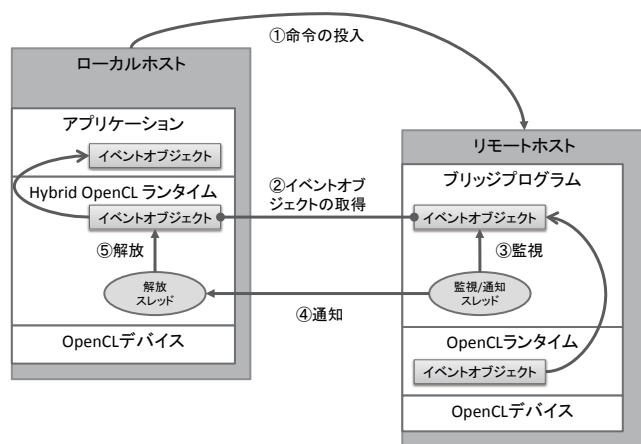 ①命令の投入
ローカルホスト
アプリケーション
イベントオブジェクト
Hybrid OpenCL ランタイム
イベントオブジェクト
⑤解放
解放
スレッド
OpenCLデバイス
②イベントオブ
ジェクトの取得
④通知
リモートホスト
ブリッジプログラム
イベントオブジェクト
③監視
監視/通知
スレッド
OpenCLランタイム
イベントオブジェクト
OpenCLデバイス